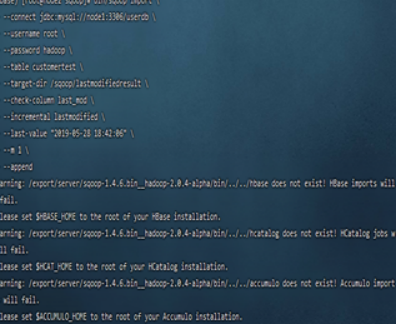 base) [root@node1 sqoop]# bin/sqoop import \
--connect jdbc:mysql://node1:3306/userdb \
--username root \
--password hadoop \
--table customertest \
--target-dir /sqoop/lastmodifiedresult \
--check-column last_mod \
--incremental lastmodified \
--last-value "2019-05-28 18:42:06" \
--m 1 \
--append
arning: /export/server/sqoop-1.4.6.bin__hadoop-2.0.4-alpha/bin/../../hbase does not exist! HBase imports will
fail.
lease set $HBASE_HOME to the root of your HBase installation.
arning: /export/server/sqoop-1.4.6.bin__hadoop-2.0.4-alpha/bin/../../hcatalog does not exist! HCatalog jobs w
ll fail.
lease set $HCAT_HOME to the root of your HCatalog installation.
arning: /export/server/sqoop-1.4.6.bin__hadoop-2.0.4-alpha/bin/../../accumulo does not exist! Accumulo import
will fail.
lease set $ACCUMULO_HOME to the root of your Accumulo installation.